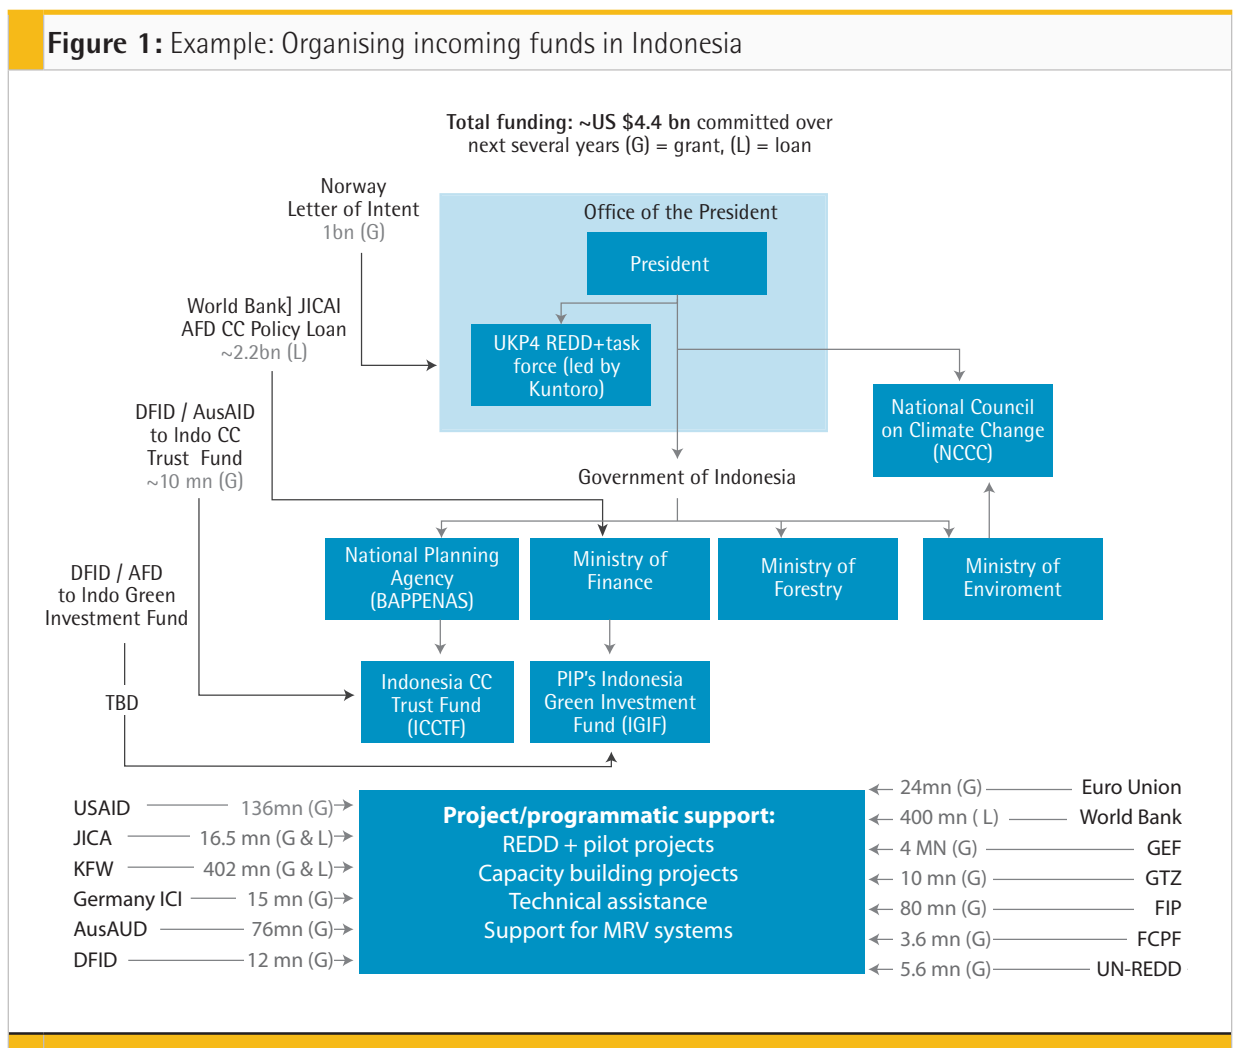 Figure 1: Example: Organising incoming funds in Indonesia
Total funding: ~US $4.4 bn committed over
next several years (G) = grant, (L) = loan
Norway
Letter of Intent
1bn (G)
Office of the President
President
World Bank] JICAI
AFD CC Policy Loan
~2.2bn (L)
UKP4 REDD+task
force (led by
Kuntoro)
National Council
on Climate Change
(NCCC)
DFID / AusAID
to Indo CC
Trust Fund
~10 mn (G)
Government of Indonesia
National Planning
Agency
(BAPPENAS)
Ministry of
Finance
Ministry of
Forestry
Ministry of
Enviroment
DFID / AFD
to Indo Green
Investment Fund
TBD
Indonesia CC
Trust Fund
(ICCTF)
PIP's Indonesia
Green Investment
Fund (IGIF)
USAID 136mn (G)
JICA 16.5 mn (G & L)
KFW 402 mn (G & L)
Germany ICI 15 mn (G)
AusAUD 76mn (G)
DFID 12 mn (G)
Project/programmatic support:
REDD + pilot projects
Capacity building projects
Technical assistance
Support for MRV systems
24mn (G) Euro Union
400 mn ( L) World Bank
4 MN (G) GEF
10 mn (G) GTZ
80 mn (G) FIP
3.6 mn (G) FCPF
5.6 mn (G) UN-REDD